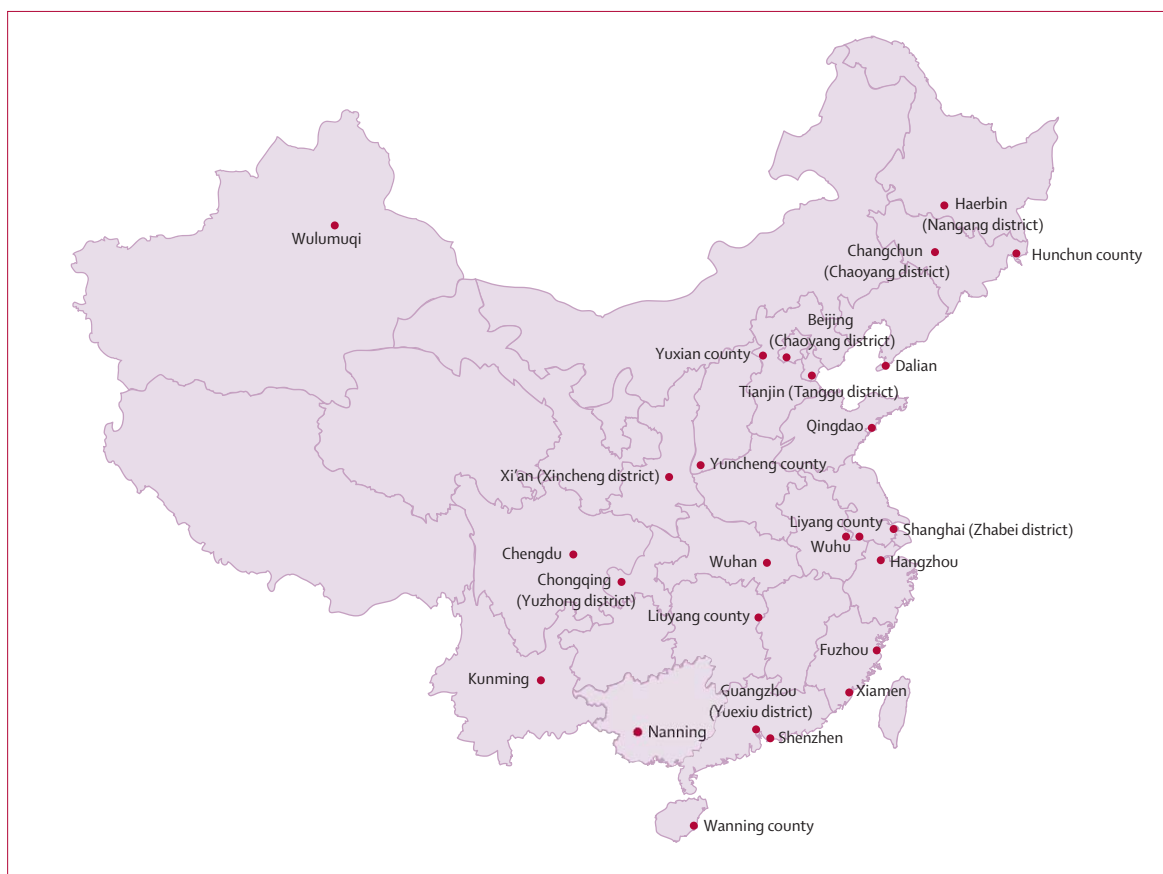 Haerbin
(Nangang district)
Wulumuqi
Changchun
(Chaoyang district)
Hunchun county
Beijing
(Chaoyang district)
Yuxian county
Dalian
Tianjin (Tanggu district)
Qingdao
Yuncheng county
Xi'an (Xincheng district)
Liyang county
Shanghai (Zhabei district)
Wuhu
Chengdu
Wuhan
Hangzhou
Chongqing
(Yuzhong district)
Liuyang county
Fuzhou
Kunming
Guangzhou
(Yuexiu district)
Xiamen
Nanning
Shenzhen
Wanning county